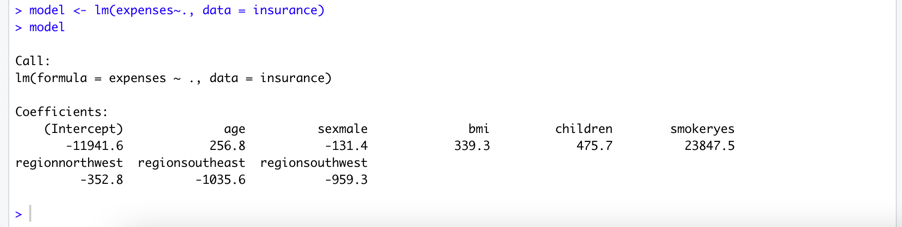 > model <- lm(expenses~., data = insurance)
> model
Call:
lm(formula = expenses ~ ., data = insurance)
Coefficients:
(Intercept) age sexmale bmi children smokeryes
-11941.6 256.8 -131.4 339.3 475.7 23847.5
regionnorthwest regionsoutheast regionsouthwest
-352.8 -1035.6 -959.3
>